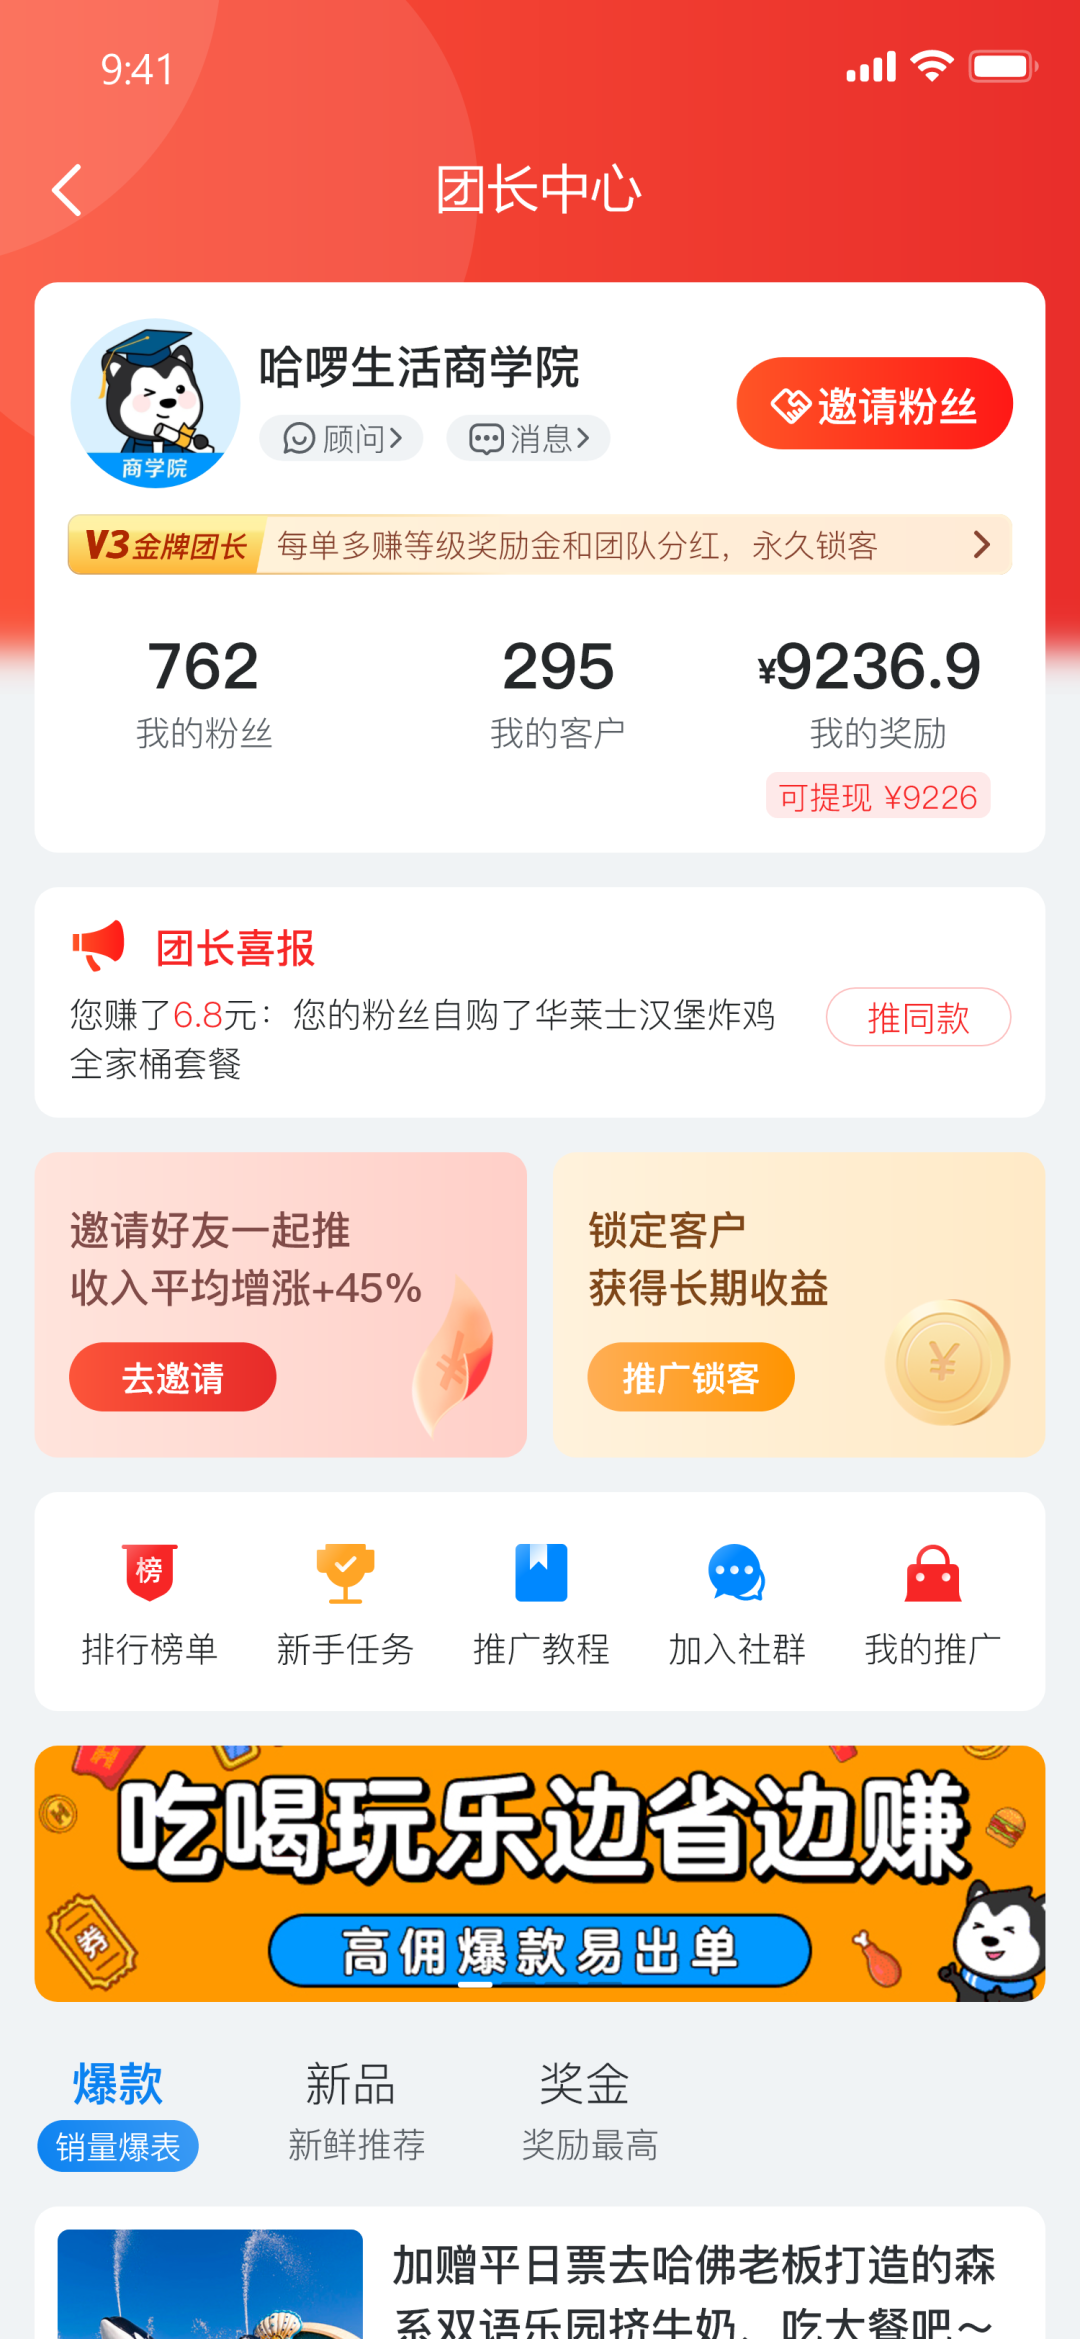 9:41
团长中心
哈啰生活商学院
顾问
消息
邀请粉丝
商学院
V3金牌团长
每单多赚等级奖励金和团队分红，永久锁客
762
295
¥9236.9
我的粉丝
我的客户
我的奖励
可提现 ¥9226
团长喜报
您赚了6.8元：您的粉丝自购了华莱士汉堡炸鸡
全家桶套餐
推同款
邀请好友一起推
收入平均增涨+45%
去邀请
锁定客户
获得长期收益
推广锁客
榜
排行榜单
新手任务
推广教程
加入社群
我的推广
吃喝玩乐边省边赚
券
高佣爆款易出单
爆款
新品
奖金
销量爆表
新鲜推荐
奖励最高
加赠平日票去哈佛老板打造的森
系双语乐园挤牛奶、吃大餐吧～